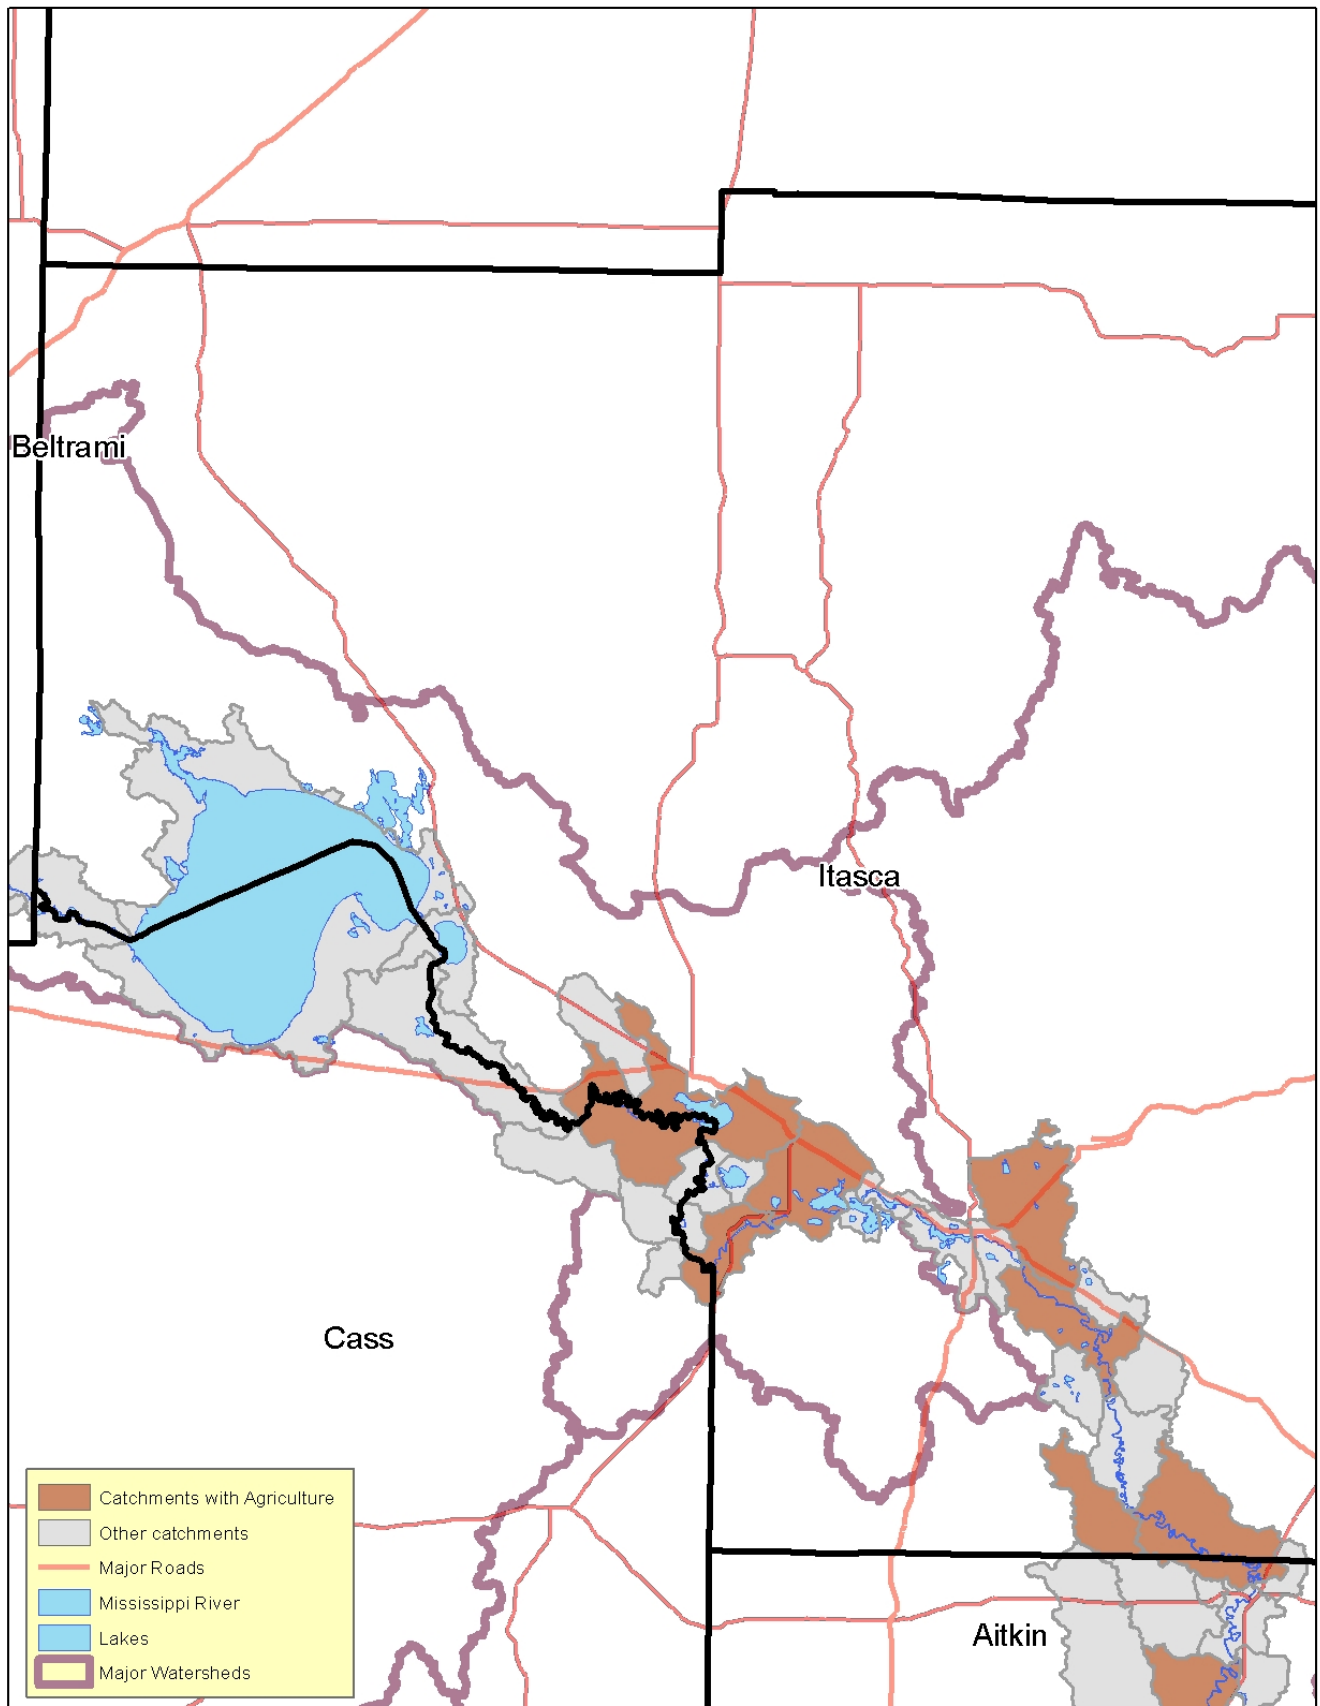 Beltrami
Itasca
Cass
Aitkin
Catchments with Agriculture
Other catchments
Major Roads
Mississippi River
Lakes
Major Watersheds